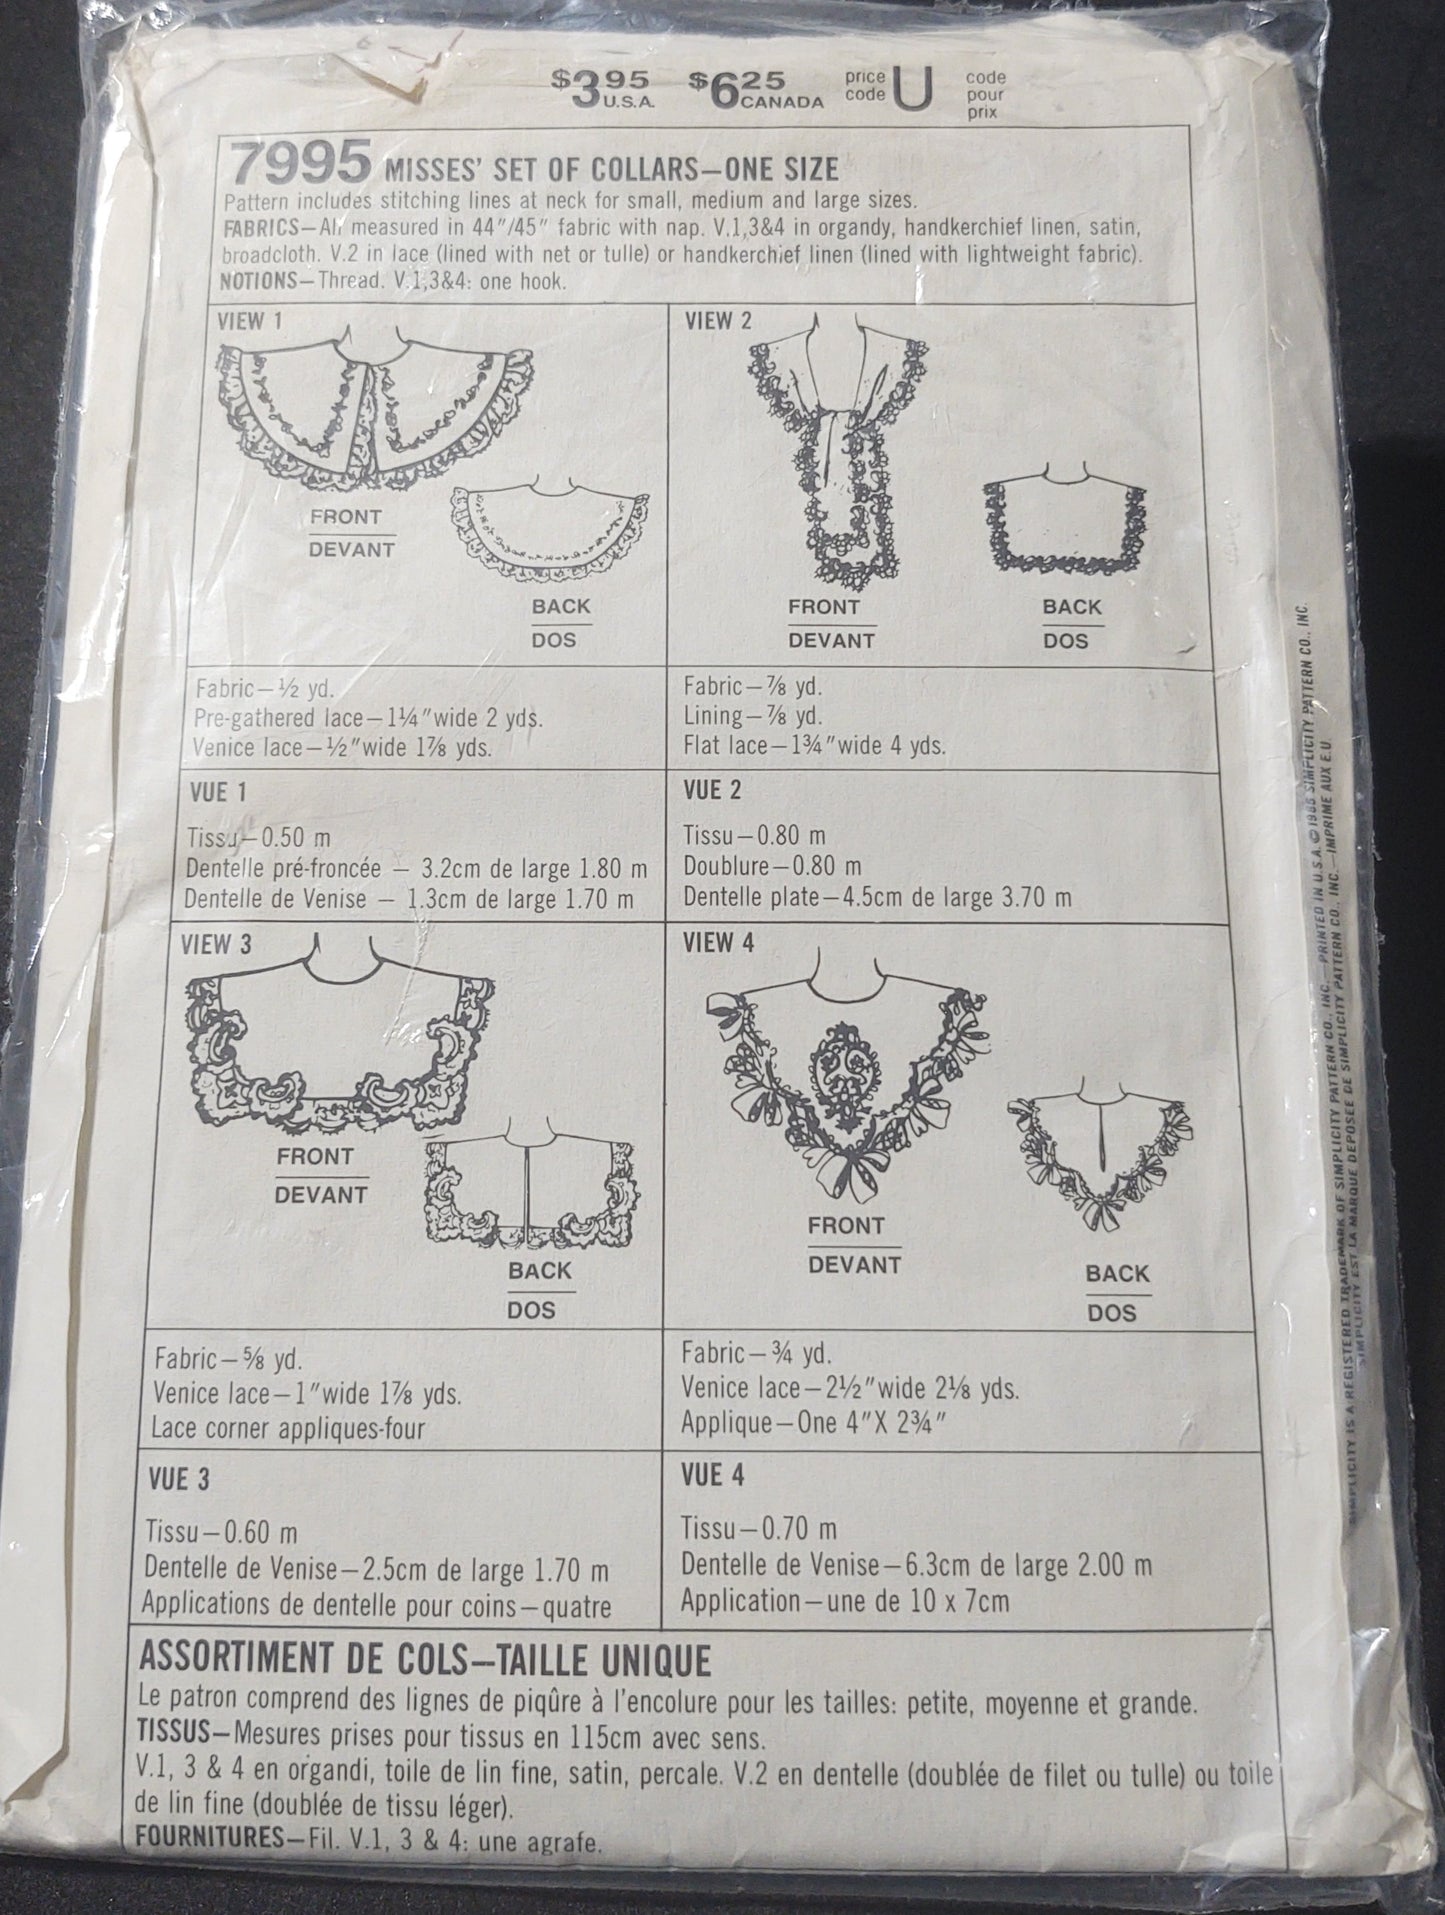 $3.95 U.S.A. $6.25 CANADA price code U code pour prix
7995 MISSES' SET OF COLLARS—ONE SIZE
Pattern includes stitching lines at neck for small, medium and large sizes.
FABRICS—All measured in 44"/45" fabric with nap. V.1,3&4 in organdy, handkerchief linen, satin,
broadcloth. V.2 in lace (lined with net or tulle) or handkerchief linen (lined with lightweight fabric).
NOTIONS—Thread. V.1,3&4: one hook.
VIEW 1
FRONT
DEVANT
BACK
DOS
VIEW 2
FRONT
DEVANT
BACK
DOS
Fabric—½ yd.
Pre-gathered lace—1¼" wide 2 yds.
Venice lace—½" wide 1⅞ yds.
Fabric—⅞ yd.
Lining—⅞ yd.
Flat lace—1¾" wide 4 yds.
VUE 1
Tissu—0.50 m
Dentelle pré-froncée — 3.2cm de large 1.80 m
Dentelle de Venise — 1.3cm de large 1.70 m
VUE 2
Tissu—0.80 m
Doublure—0.80 m
Dentelle plate—4.5cm de large 3.70 m
VIEW 3
FRONT
DEVANT
BACK
DOS
VIEW 4
FRONT
DEVANT
BACK
DOS
Fabric—⅝ yd.
Venice lace—1" wide 1⅞ yds.
Lace corner appliques-four
Fabric—¾ yd.
Venice lace—2½" wide 2⅛ yds.
Applique—One 4" X 2¾"
VUE 3
Tissu—0.60 m
Dentelle de Venise—2.5cm de large 1.70 m
Applications de dentelle pour coins—quatre
VUE 4
Tissu—0.70 m
Dentelle de Venise—6.3cm de large 2.00 m
Application—une de 10 x 7cm
ASSORTIMENT DE COLS—TAILLE UNIQUE
Le patron comprend des lignes de piqûre à l'encolure pour les tailles: petite, moyenne et grande.
TISSUS—Mesures prises pour tissus en 115cm avec sens.
V.1, 3 & 4 en organdi, toile de lin fine, satin, percale. V.2 en dentelle (doublée de filet ou tulle) ou toile
de lin fine (doublée de tissu léger).
FOURNITURES—Fil. V.1, 3 & 4: une agrafe.
SIMPLICITY IS A REGISTERED TRADEMARK OF SIMPLICITY PATTERN CO., INC.—PRINTED IN U.S.A. © SIMPLICITY PATTERN CO., INC.
SIMPLICITY EST LA MARQUE DEPOSEE DE SIMPLICITY PATTERN CO., INC.—IMPRIME AUX E.U.